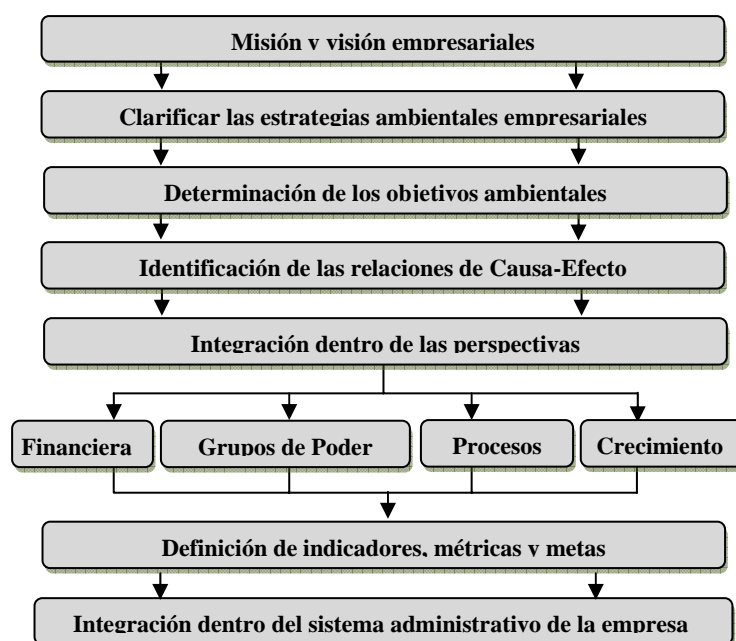 Misión y visión empresariales
Clarificar las estrategias ambientales empresariales
Determinación de los objetivos ambientales
Identificación de las relaciones de Causa-Efecto
Integración dentro de las perspectivas
Financiera
Grupos de Poder
Procesos
Crecimiento
Definición de indicadores, métricas y metas
Integración dentro del sistema administrativo de la empresa